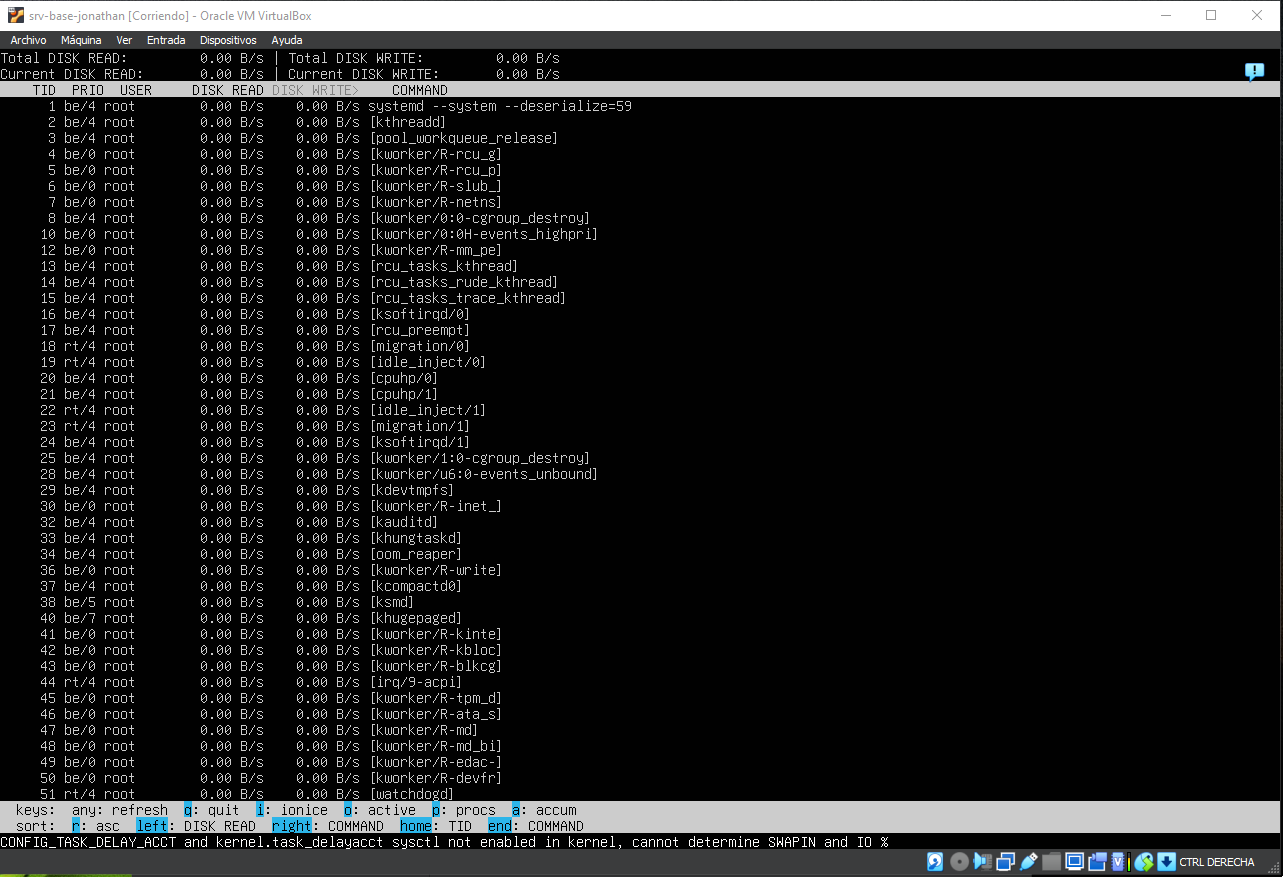 srv-base-jonathan [Corriendo] - Oracle VM VirtualBox
Archivo Máquina Ver Entrada Dispositivos Ayuda
Total DISK READ: 0.00 B/s | Total DISK WRITE: 0.00 B/s
Current DISK READ: 0.00 B/s | Current DISK WRITE: 0.00 B/s
TID PRIO USER DISK READ DISK WRITE> COMMAND
1 be/4 root 0.00 B/s 0.00 B/s systemd --system --deserialize=59
2 be/4 root 0.00 B/s 0.00 B/s [kthreadd]
3 be/4 root 0.00 B/s 0.00 B/s [pool_workqueue_release]
4 be/0 root 0.00 B/s 0.00 B/s [kworker/R-rcu_g]
5 be/0 root 0.00 B/s 0.00 B/s [kworker/R-rcu_p]
6 be/0 root 0.00 B/s 0.00 B/s [kworker/R-slub_]
7 be/0 root 0.00 B/s 0.00 B/s [kworker/R-netns]
8 be/4 root 0.00 B/s 0.00 B/s [kworker/0:0-cgroup_destroy]
10 be/0 root 0.00 B/s 0.00 B/s [kworker/0:0H-events_highpri]
12 be/0 root 0.00 B/s 0.00 B/s [kworker/R-mm_pe]
13 be/4 root 0.00 B/s 0.00 B/s [rcu_tasks_kthread]
14 be/4 root 0.00 B/s 0.00 B/s [rcu_tasks_rude_kthread]
15 be/4 root 0.00 B/s 0.00 B/s [rcu_tasks_trace_kthread]
16 be/4 root 0.00 B/s 0.00 B/s [ksoftirqd/0]
17 be/4 root 0.00 B/s 0.00 B/s [rcu_preempt]
18 rt/4 root 0.00 B/s 0.00 B/s [migration/0]
19 rt/4 root 0.00 B/s 0.00 B/s [idle_inject/0]
20 be/4 root 0.00 B/s 0.00 B/s [cpuhp/0]
21 be/4 root 0.00 B/s 0.00 B/s [cpuhp/1]
22 rt/4 root 0.00 B/s 0.00 B/s [idle_inject/1]
23 rt/4 root 0.00 B/s 0.00 B/s [migration/1]
24 be/4 root 0.00 B/s 0.00 B/s [ksoftirqd/1]
25 be/4 root 0.00 B/s 0.00 B/s [kworker/1:0-cgroup_destroy]
28 be/4 root 0.00 B/s 0.00 B/s [kworker/u6:0-events_unbound]
29 be/4 root 0.00 B/s 0.00 B/s [kdevtmpfs]
30 be/0 root 0.00 B/s 0.00 B/s [kworker/R-inet_]
32 be/4 root 0.00 B/s 0.00 B/s [kauditd]
33 be/4 root 0.00 B/s 0.00 B/s [khungtaskd]
34 be/4 root 0.00 B/s 0.00 B/s [oom_reaper]
36 be/0 root 0.00 B/s 0.00 B/s [kworker/R-write]
37 be/4 root 0.00 B/s 0.00 B/s [kcompactd0]
38 be/5 root 0.00 B/s 0.00 B/s [ksmd]
40 be/7 root 0.00 B/s 0.00 B/s [khugepaged]
41 be/0 root 0.00 B/s 0.00 B/s [kworker/R-kinte]
42 be/0 root 0.00 B/s 0.00 B/s [kworker/R-kbloc]
43 be/0 root 0.00 B/s 0.00 B/s [kworker/R-blkcg]
44 rt/4 root 0.00 B/s 0.00 B/s [irq/9-acpi]
45 be/0 root 0.00 B/s 0.00 B/s [kworker/R-tpm_d]
46 be/0 root 0.00 B/s 0.00 B/s [kworker/R-ata_s]
47 be/0 root 0.00 B/s 0.00 B/s [kworker/R-md]
48 be/0 root 0.00 B/s 0.00 B/s [kworker/R-md_bi]
49 be/0 root 0.00 B/s 0.00 B/s [kworker/R-edac-]
50 be/0 root 0.00 B/s 0.00 B/s [kworker/R-devfr]
51 rt/4 root 0.00 B/s 0.00 B/s [watchdogd]
keys: any: refresh q: quit i: ionice o: active p: procs a: accum
sort: r: asc left: DISK READ right: COMMAND home: TID end: COMMAND
CONFIG_TASK_DELAY_ACCT and kernel.task_delayacct sysctl not enabled in kernel, cannot determine SWAPIN and IO %
CTRL DERECHA